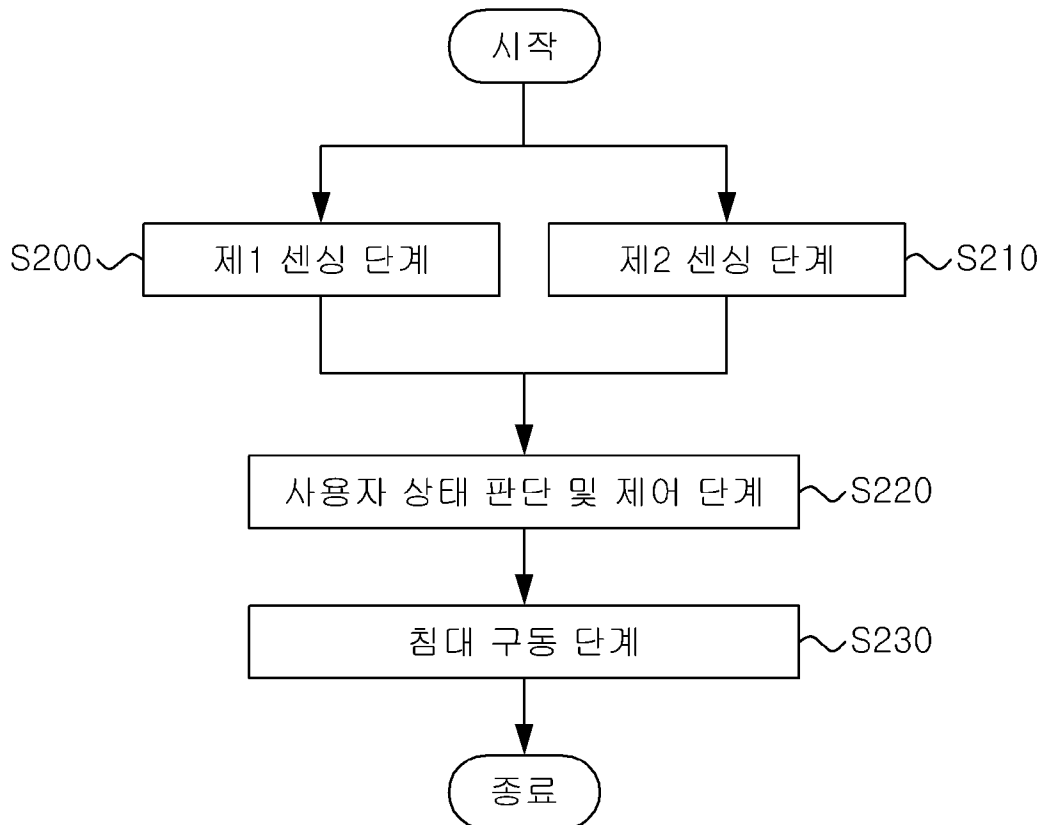 시작
S200 제1 센싱 단계
제2 센싱 단계 S210
사용자 상태 판단 및 제어 단계 S220
침대 구동 단계 S230
종료